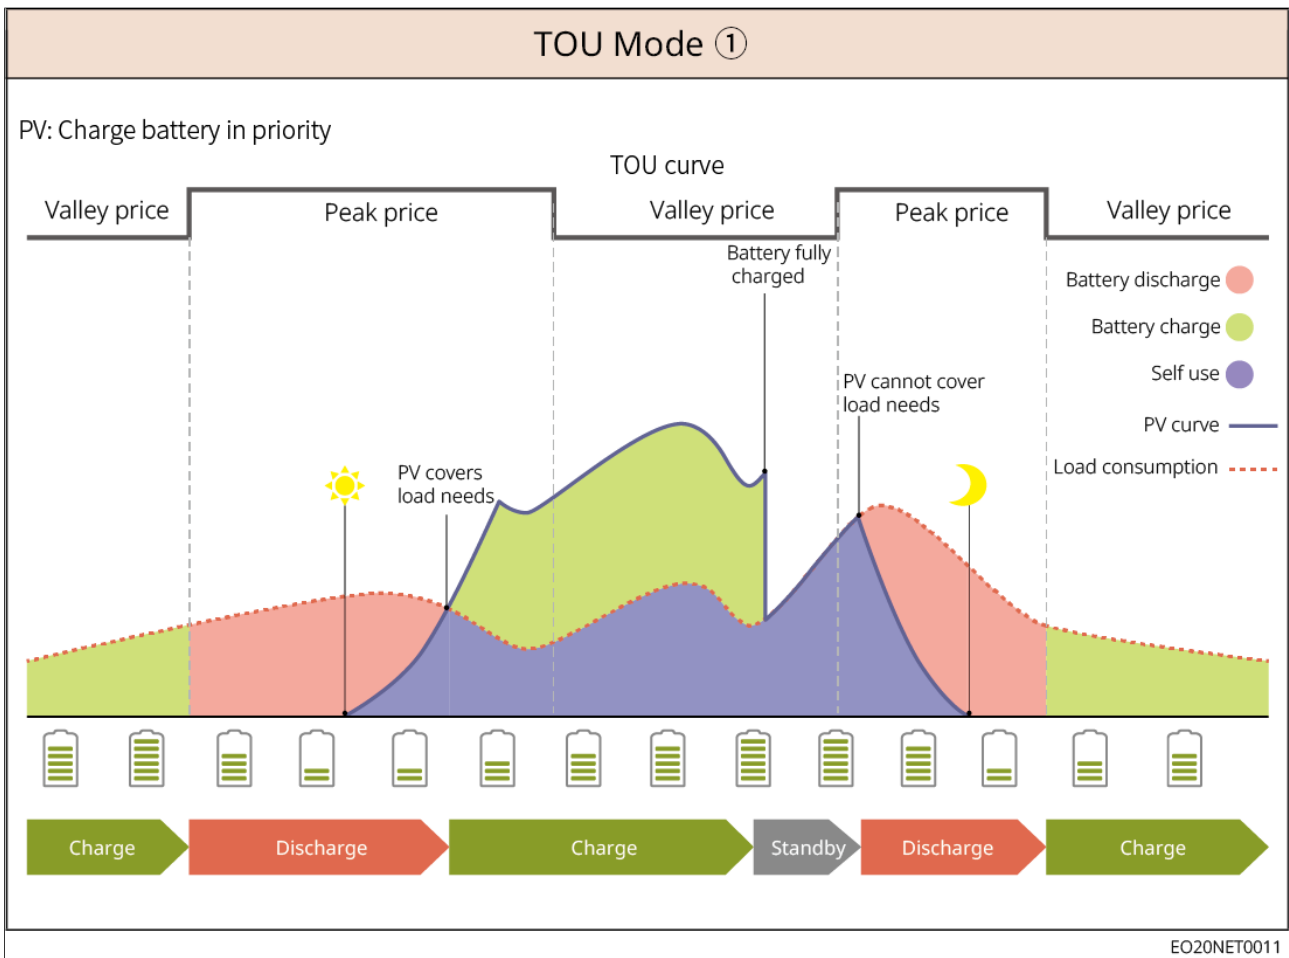 TOU Mode ①
PV: Charge battery in priority
TOU curve
Valley price
Peak price
Valley price
Peak price
Valley price
Battery fully
charged
Battery discharge
Battery charge
Self use
PV curve
Load consumption
PV cannot cover
load needs
PV covers
load needs
Charge
Discharge
Charge
Standby
Discharge
Charge
EO20NET0011